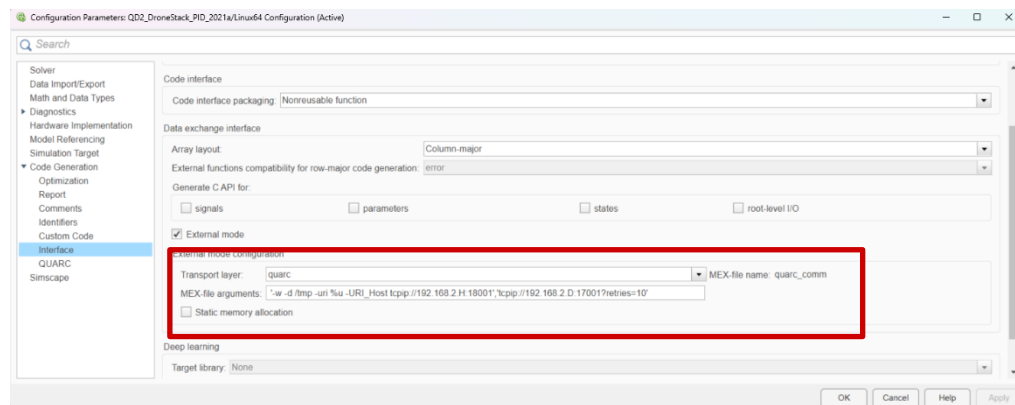 Configuration Parameters: QD2_DroneStack_PID_2021a/Linux64 Configuration (Active)
Search
Solver
Data Import/Export
Math and Data Types
Diagnostics
Hardware Implementation
Model Referencing
Simulation Target
Code Generation
Optimization
Report
Comments
Identifiers
Custom Code
Interface
QUARC
Simscape
Code interface
Code interface packaging: Nonreusable function
Data exchange interface
Array layout: Column-major
External functions compatibility for row-major code generation: error
Generate C API for:
signals parameters states root-level I/O
External mode
External mode configuration
Transport layer: quarc MEX-file name: quarc_comm
MEX-file arguments: '-w -d /tmp -uri %u -URI_Host tcpip://192.168.2.H:18001','tcpip://192.168.2.D:17001?retries=10'
Static memory allocation
Deep learning
Target library: None
OK Cancel Help Apply